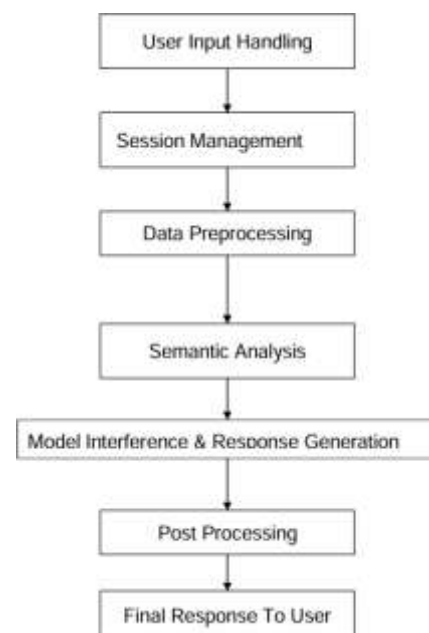 User Input Handling
Session Management
Data Preprocessing
Semantic Analysis
Model Interference & Response Generation
Post Processing
Final Response To User